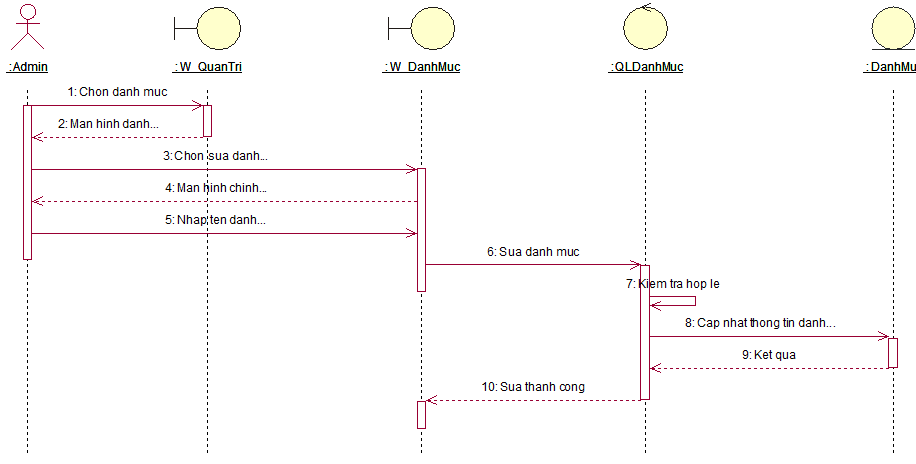 :Admin
: W_QuanTri
: W_DanhMuc
:QLDanhMuc
: DanhMu
1: Chon danh muc
2: Man hinh danh...
3: Chon sua danh...
4: Man hinh chinh...
5: Nhap ten danh...
6: Sua danh muc
7: Kiem tra hop le
8: Cap nhat thong tin danh...
9: Ket qua
10: Sua thanh cong